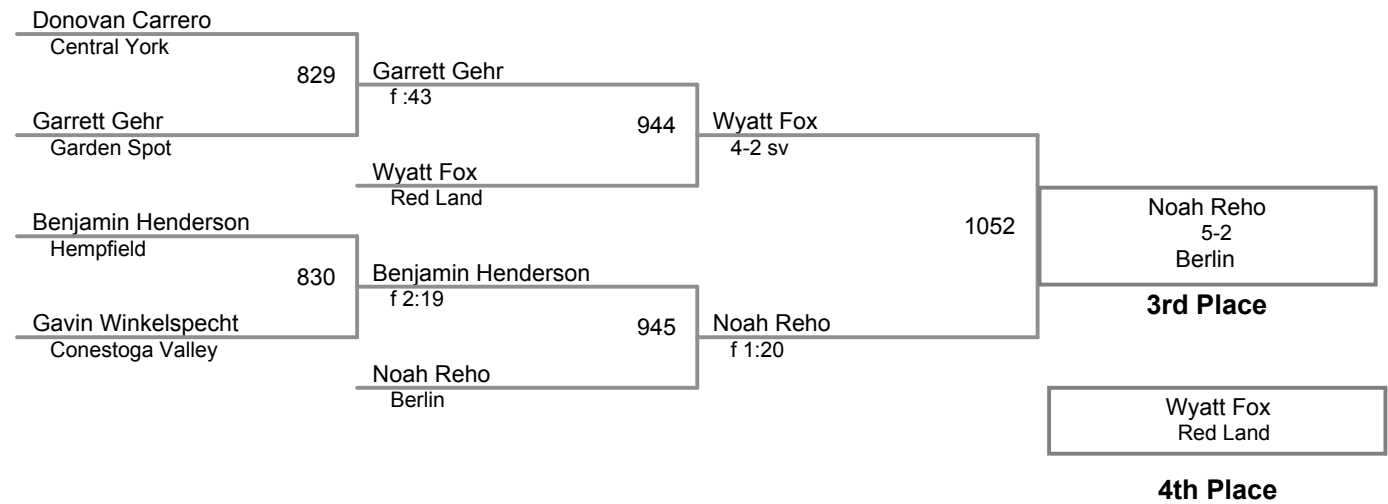 Donovan Carrero
Central York
829
Garrett Gehr
f :43
Garrett Gehr
Garden Spot
944
Wyatt Fox
4-2 sv
Wyatt Fox
Red Land
Benjamin Henderson
Hempfield
830
Benjamin Henderson
f 2:19
Gavin Winkelspecht
Conestoga Valley
945
Noah Reho
f 1:20
Noah Reho
Berlin
1052
Noah Reho
5-2
Berlin
3rd Place
Wyatt Fox
Red Land
4th Place